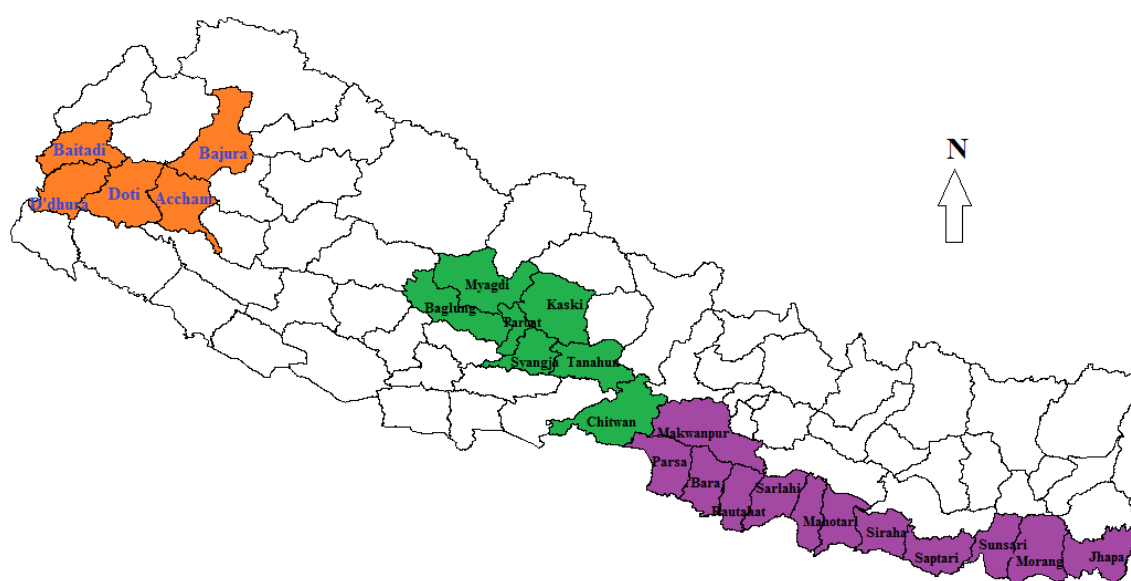 N
Baitadi
Bajura
D'dhura
Doti
Accham
Myagdi
Baglung
Kaski
Parbat
Syangja
Tanahun
Chitwan
Makwanpur
Parsa
Bara
Rautahat
Sarlahi
Mahotari
Siraha
Saptari
Sunsari
Morang
Jhapa